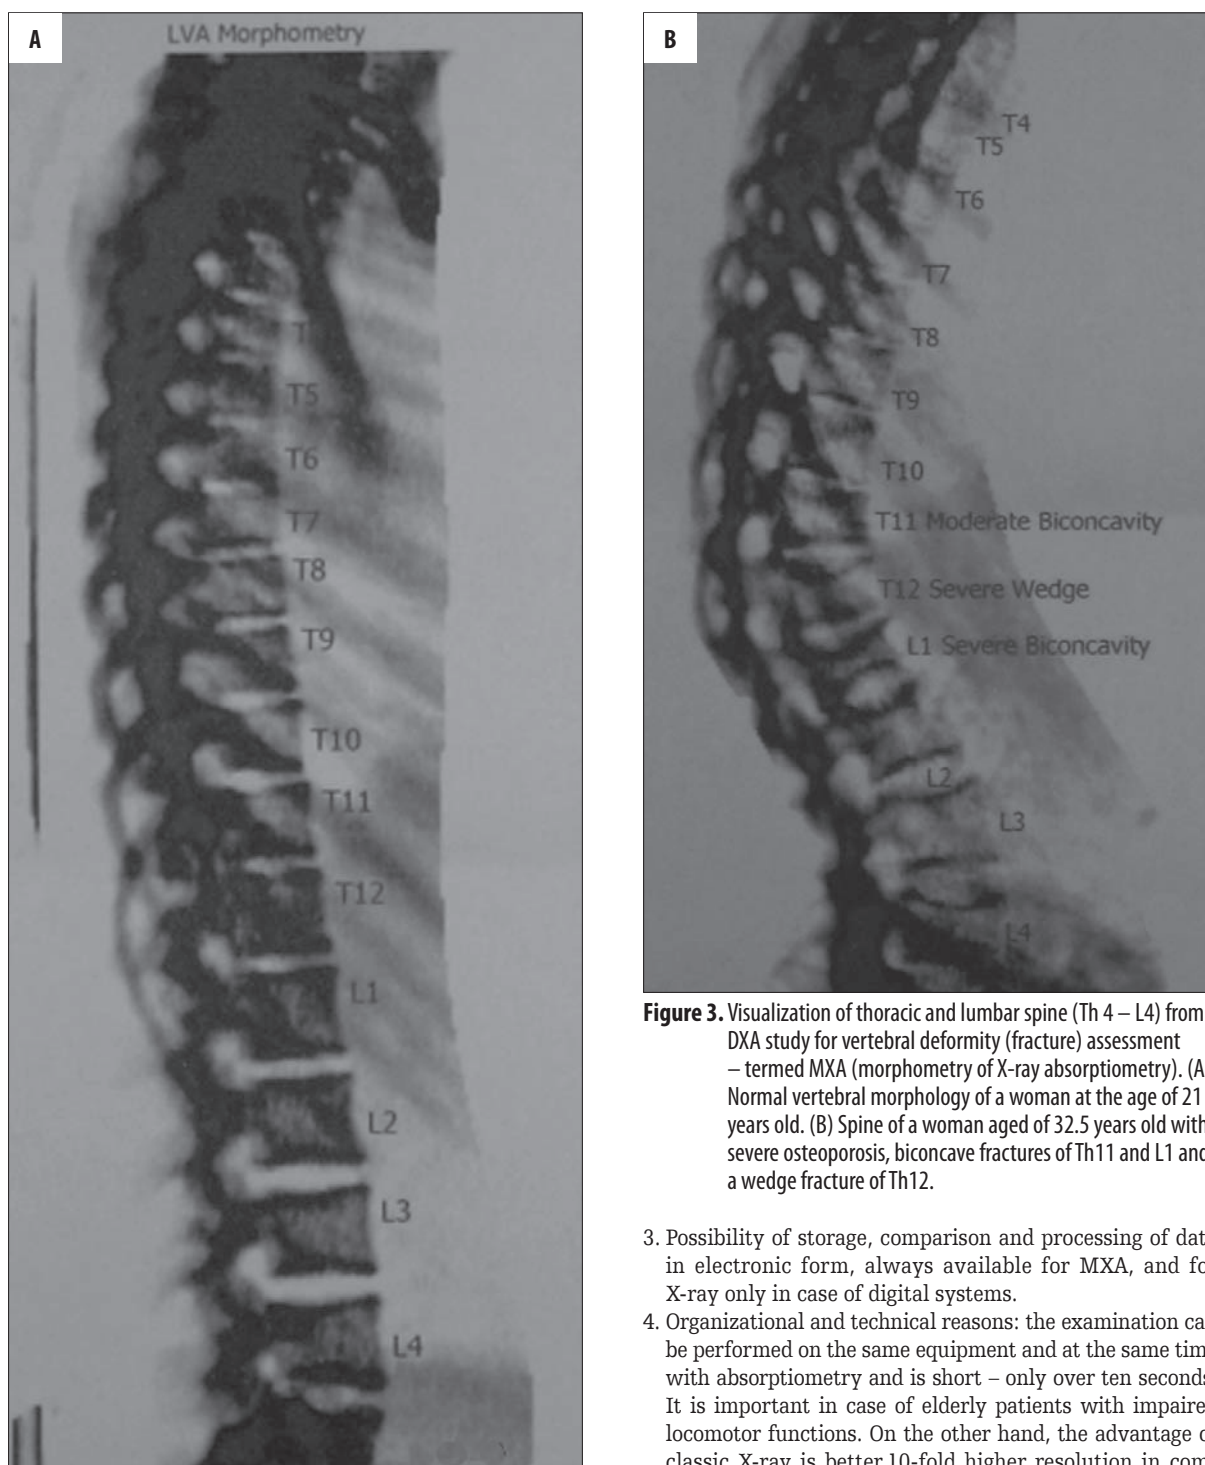 A
LVA Morphometry
T
T5
T6
T7
T8
T9
T10
T11
T12
L1
L2
L3
L4
B
T4
T5
T6
T7
T8
T9
T10
T11 Moderate Biconcavity
T12 Severe Wedge
L1 Severe Biconcavity
L2
L3
L4
Figure 3. Visualization of thoracic and lumbar spine (Th 4 – L4) from
DXA study for vertebral deformity (fracture) assessment
– termed MXA (morphometry of X-ray absorptiometry). (A
Normal vertebral morphology of a woman at the age of 21
years old. (B) Spine of a woman aged of 32.5 years old with
severe osteoporosis, biconcave fractures of Th11 and L1 and
a wedge fracture of Th12.
3. Possibility of storage, comparison and processing of dat
in electronic form, always available for MXA, and fo
X-ray only in case of digital systems.
4. Organizational and technical reasons: the examination ca
be performed on the same equipment and at the same tim
with absorptiometry and is short – only over ten seconds
It is important in case of elderly patients with impaire
locomotor functions. On the other hand, the advantage o
classic X-ray is better 10-fold higher resolution in com